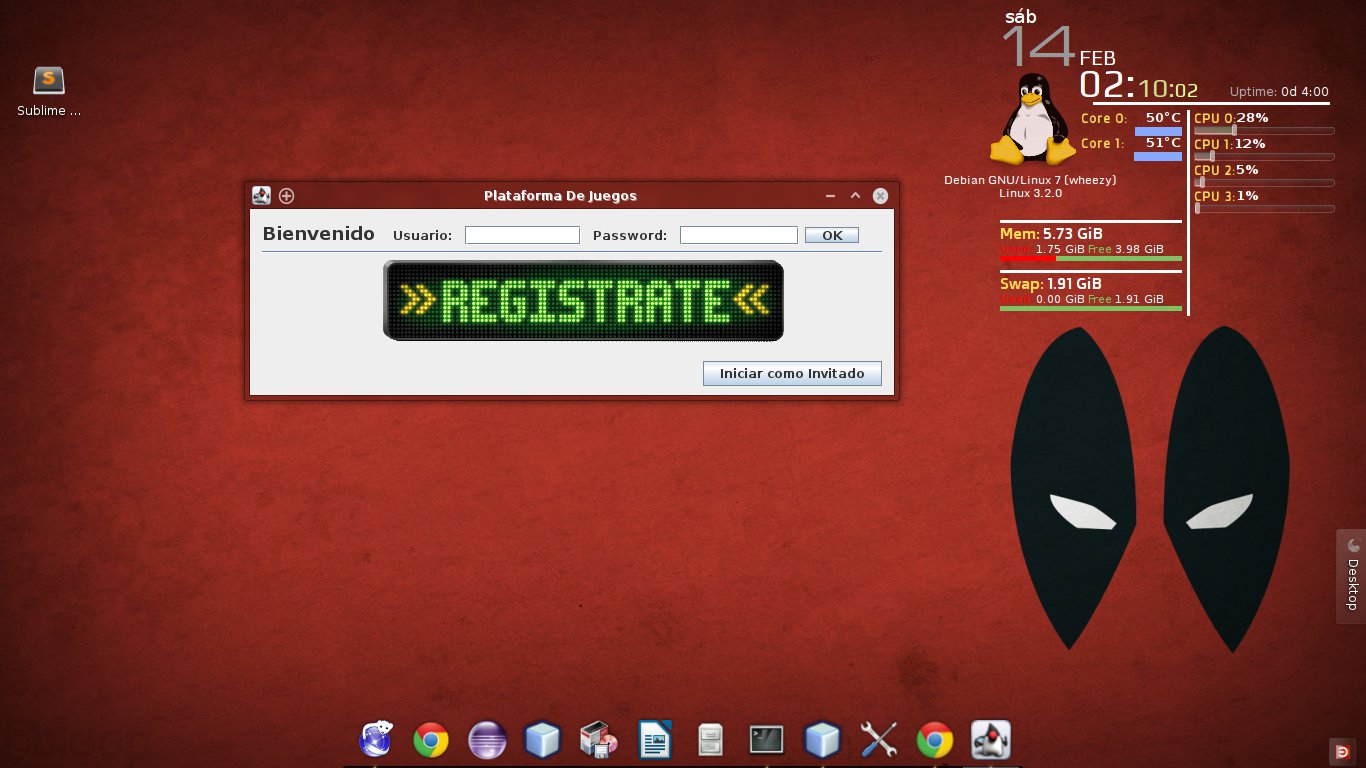 Sublime ...
Plataforma De Juegos
Bienvenido Usuario: Password: OK
>>REGISTRATE<<
Iniciar como Invitado
sáb
14 FEB
02:10:02 Uptime: 0d 4:00
Core 0: 50°C
Core 1: 51°C
CPU 0:28%
CPU 1:12%
CPU 2:5%
CPU 3:1%
Debian GNU/Linux 7 (wheezy)
Linux 3.2.0
Mem: 5.73 GiB
Used: 1.75 GiB Free 3.98 GiB
Swap: 1.91 GiB
Used: 0.00 GiB Free 1.91 GiB
Desktop